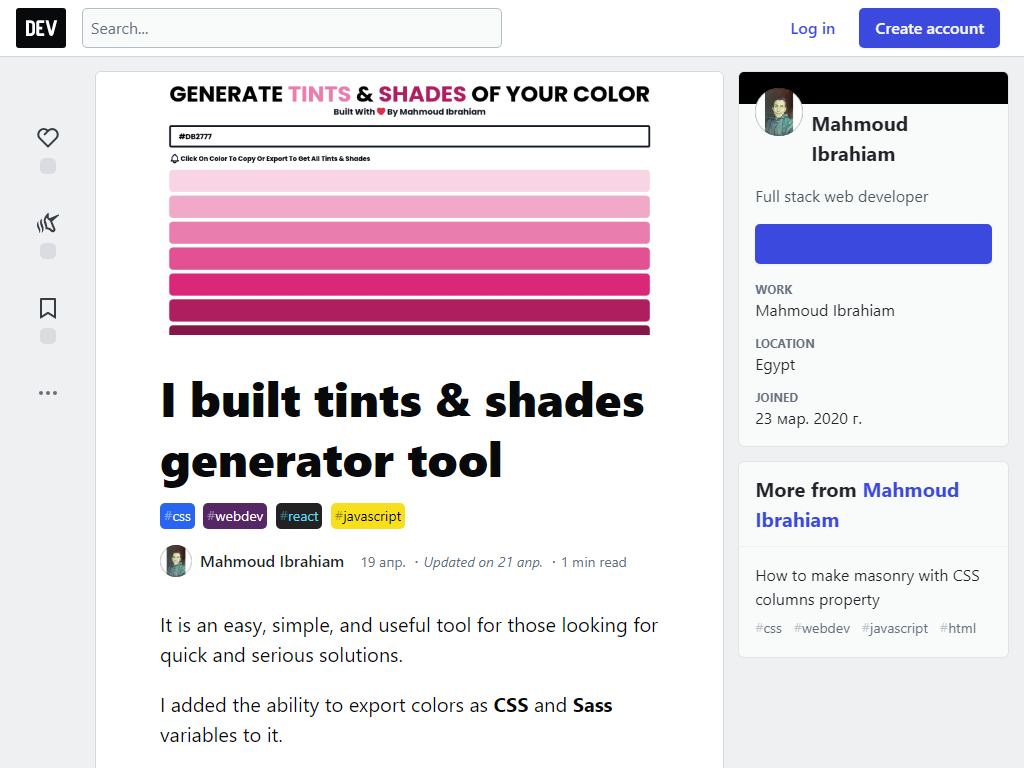 DEV
Search...
Log in
Create account
GENERATE TINTS & SHADES OF YOUR COLOR
Built With ❤ By Mahmoud Ibrahiam
#DB2777
Click On Color To Copy Or Export To Get All Tints & Shades
I built tints & shades
generator tool
#css #webdev #react #javascript
Mahmoud Ibrahiam 19 апр. · Updated on 21 апр. · 1 min read
It is an easy, simple, and useful tool for those looking for
quick and serious solutions.
I added the ability to export colors as CSS and Sass
variables to it.
Mahmoud
Ibrahiam
Full stack web developer
WORK
Mahmoud Ibrahiam
LOCATION
Egypt
JOINED
23 мар. 2020 г.
More from Mahmoud
Ibrahiam
How to make masonry with CSS
columns property
#css #webdev #javascript #html